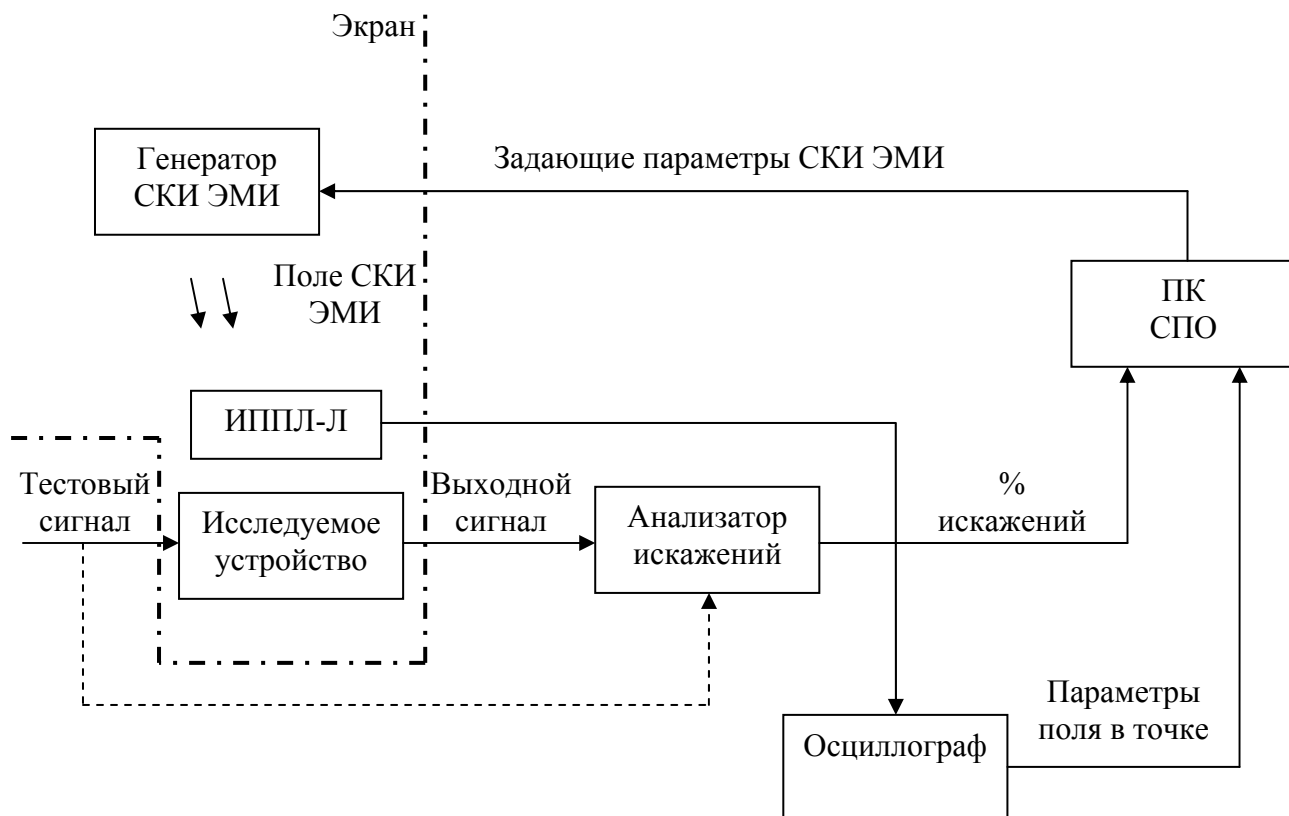 Экран
Генератор
СКИ ЭМИ
Задающие параметры СКИ ЭМИ
Поле СКИ
ЭМИ
ПК
СПО
ИППЛ-Л
Тестовый
сигнал
Исследуемое
устройство
Выходной
сигнал
Анализатор
искажений
%
искажений
Параметры
поля в точке
Осциллограф